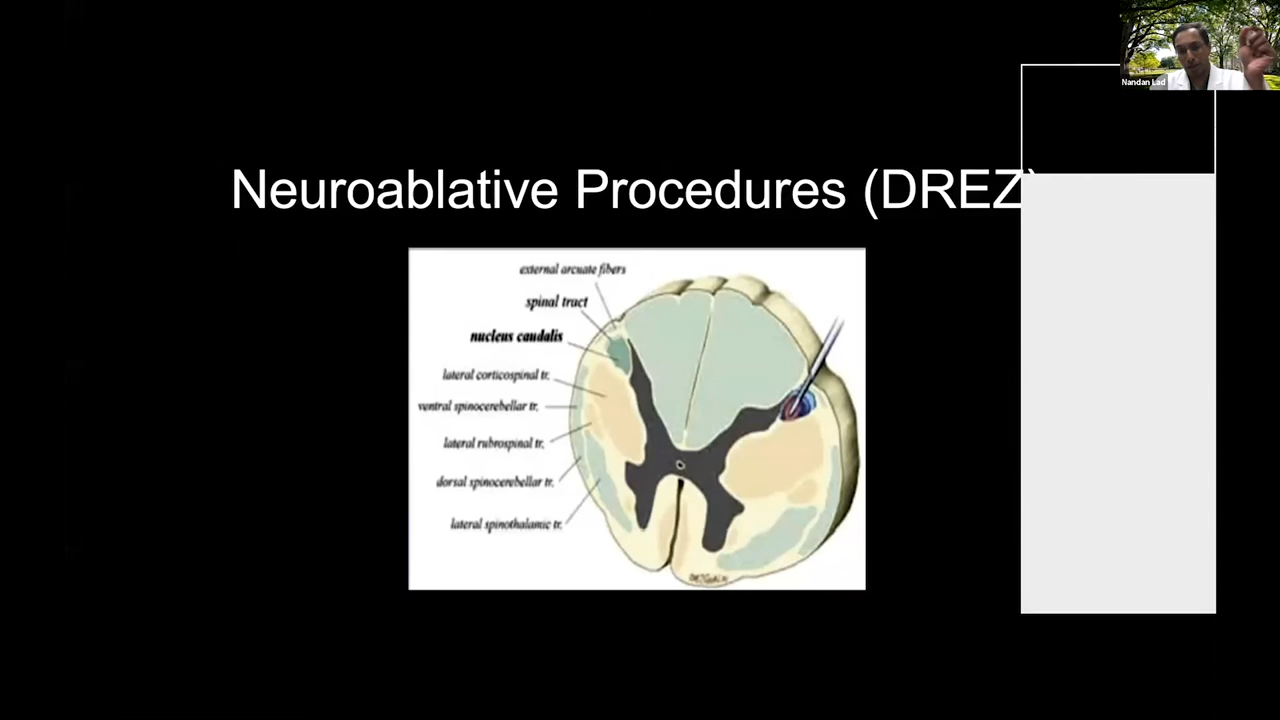 Nandan Lad
Neuroablative Procedures (DREZ)
external arcuate fibers
spinal tract
nucleus caudalis
lateral corticospinal tr.
ventral spinocerebellar tr.
lateral rubrospinal tr.
dorsal spinocerebellar tr.
lateral spinothalamic tr.